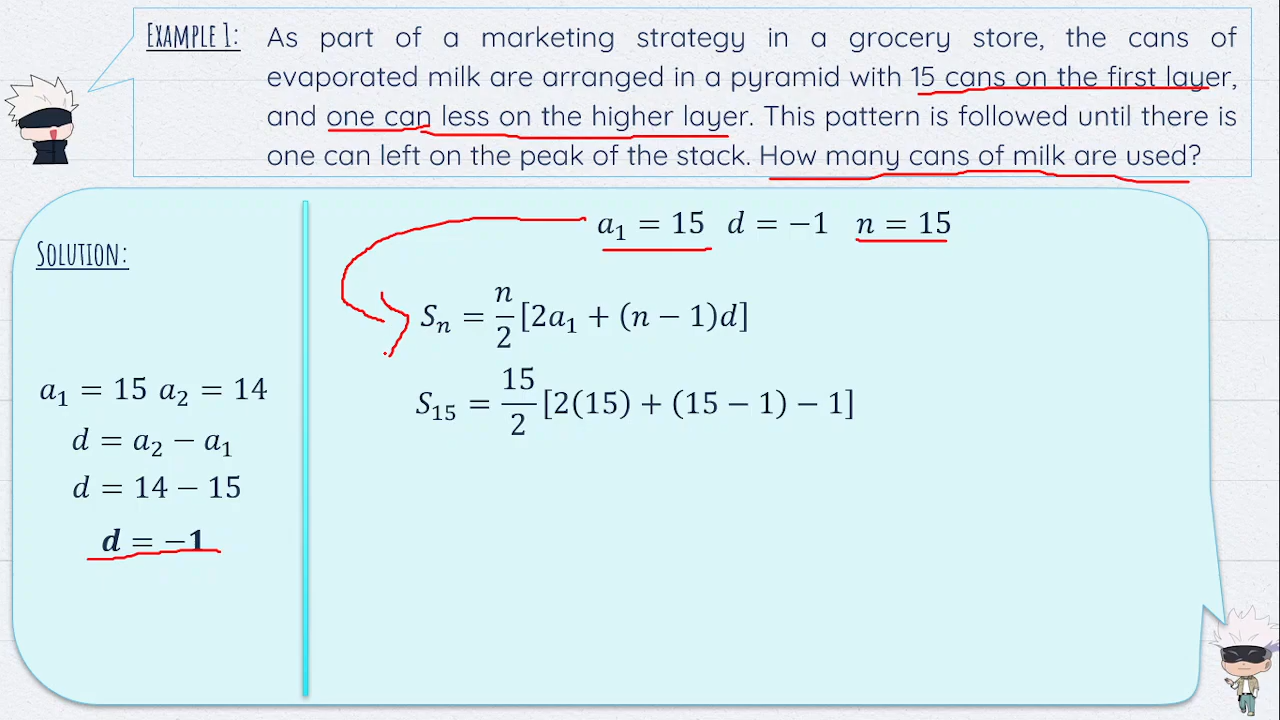 EXAMPLE 1: As part of a marketing strategy in a grocery store, the cans of
evaporated milk are arranged in a pyramid with 15 cans on the first layer,
and one can less on the higher layer. This pattern is followed until there is
one can left on the peak of the stack. How many cans of milk are used?
SOLUTION:
a₁ = 15 a₂ = 14
d = a₂ − a₁
d = 14 − 15
d = −1
a₁ = 15 d = −1 n = 15
Sₙ = n/2 [2a₁ + (n − 1)d]
S₁₅ = 15/2 [2(15) + (15 − 1) − 1]